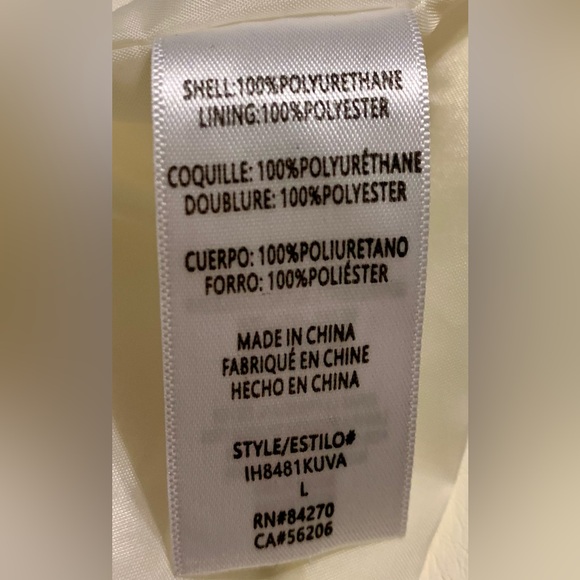 SHELL:100%POLYURETHANE
LINING:100%POLYESTER
COQUILLE: 100%POLYURÉTHANE
DOUBLURE: 100%POLYESTER
CUERPO: 100%POLIURETANO
FORRO: 100%POLIÉSTER
MADE IN CHINA
FABRIQUÉ EN CHINE
HECHO EN CHINA
STYLE/ESTILO#
IH8481KUVA
L
RN#84270
CA#56206